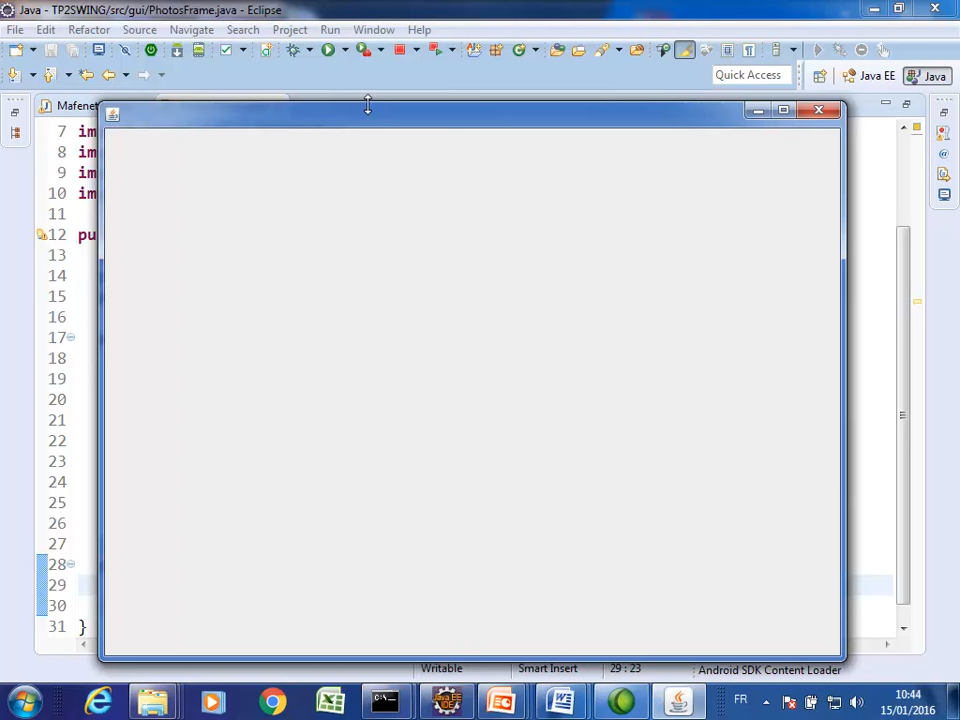 Java - TP2SWING/src/gui/PhotosFrame.java - Eclipse
File Edit Refactor Source Navigate Search Project Run Window Help
Quick Access Java EE Java
Mafenet
7 im
8 im
9 im
10 im
11
12 pu
13
14
15
16
17
18
19
20
21
22
23
24
25
26
27
28
29
30
31 }
Writable Smart Insert 29 : 23 Android SDK Content Loader
FR 10:44
15/01/2016